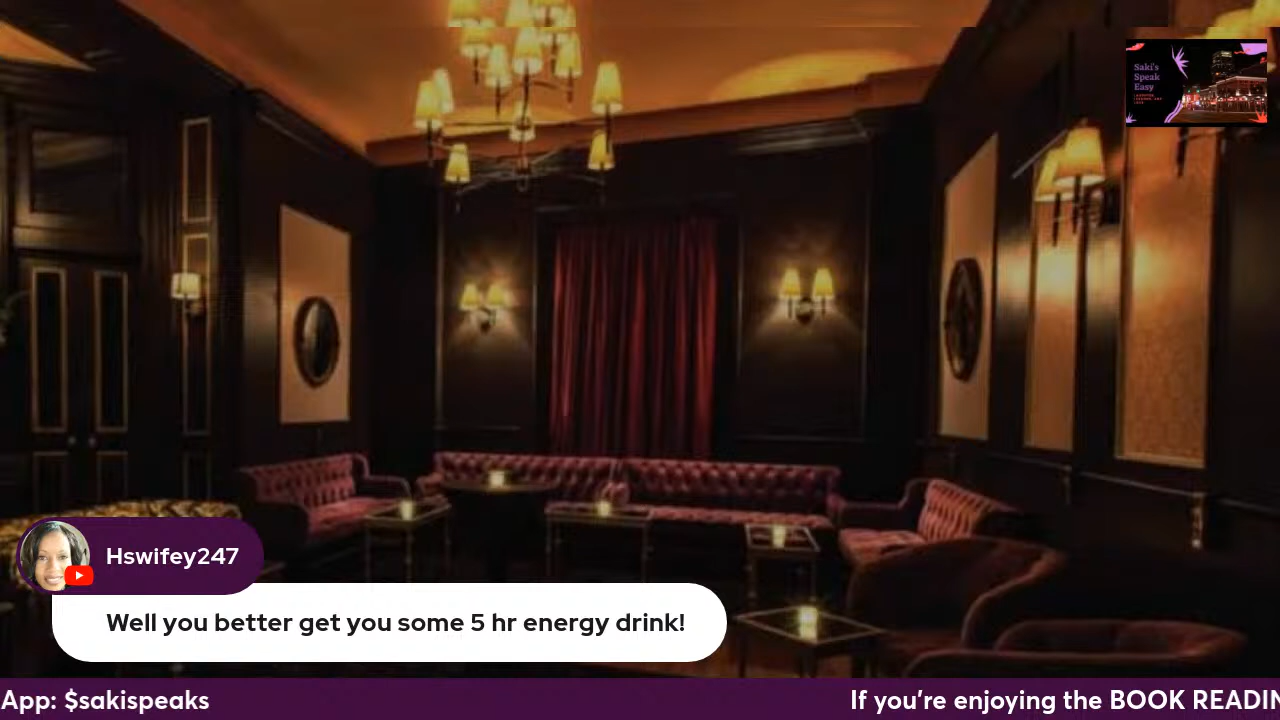 Saki's
Speak
Easy
Hswifey247
Well you better get you some 5 hr energy drink!
App: $sakispeaks
If you're enjoying the BOOK READIN